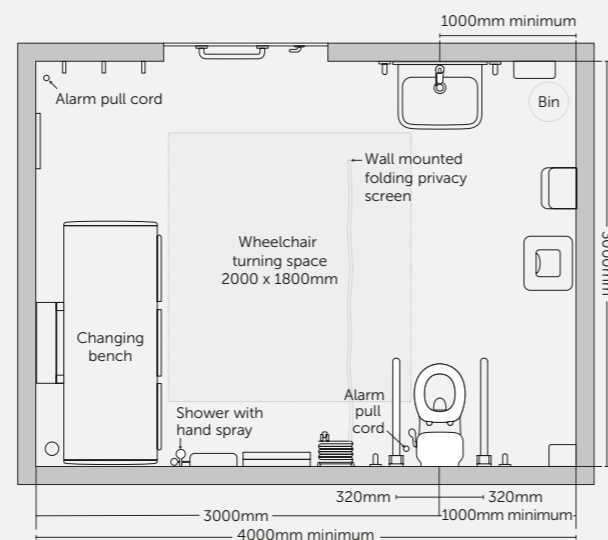 1000mm minimum
Alarm pull cord
Bin
Wall mounted
folding privacy
screen
Wheelchair
turning space
2000 x 1800mm
Changing
bench
Alarm
pull
cord
Shower with
hand spray
320mm
320mm
3000mm
1000mm minimum
4000mm minimum